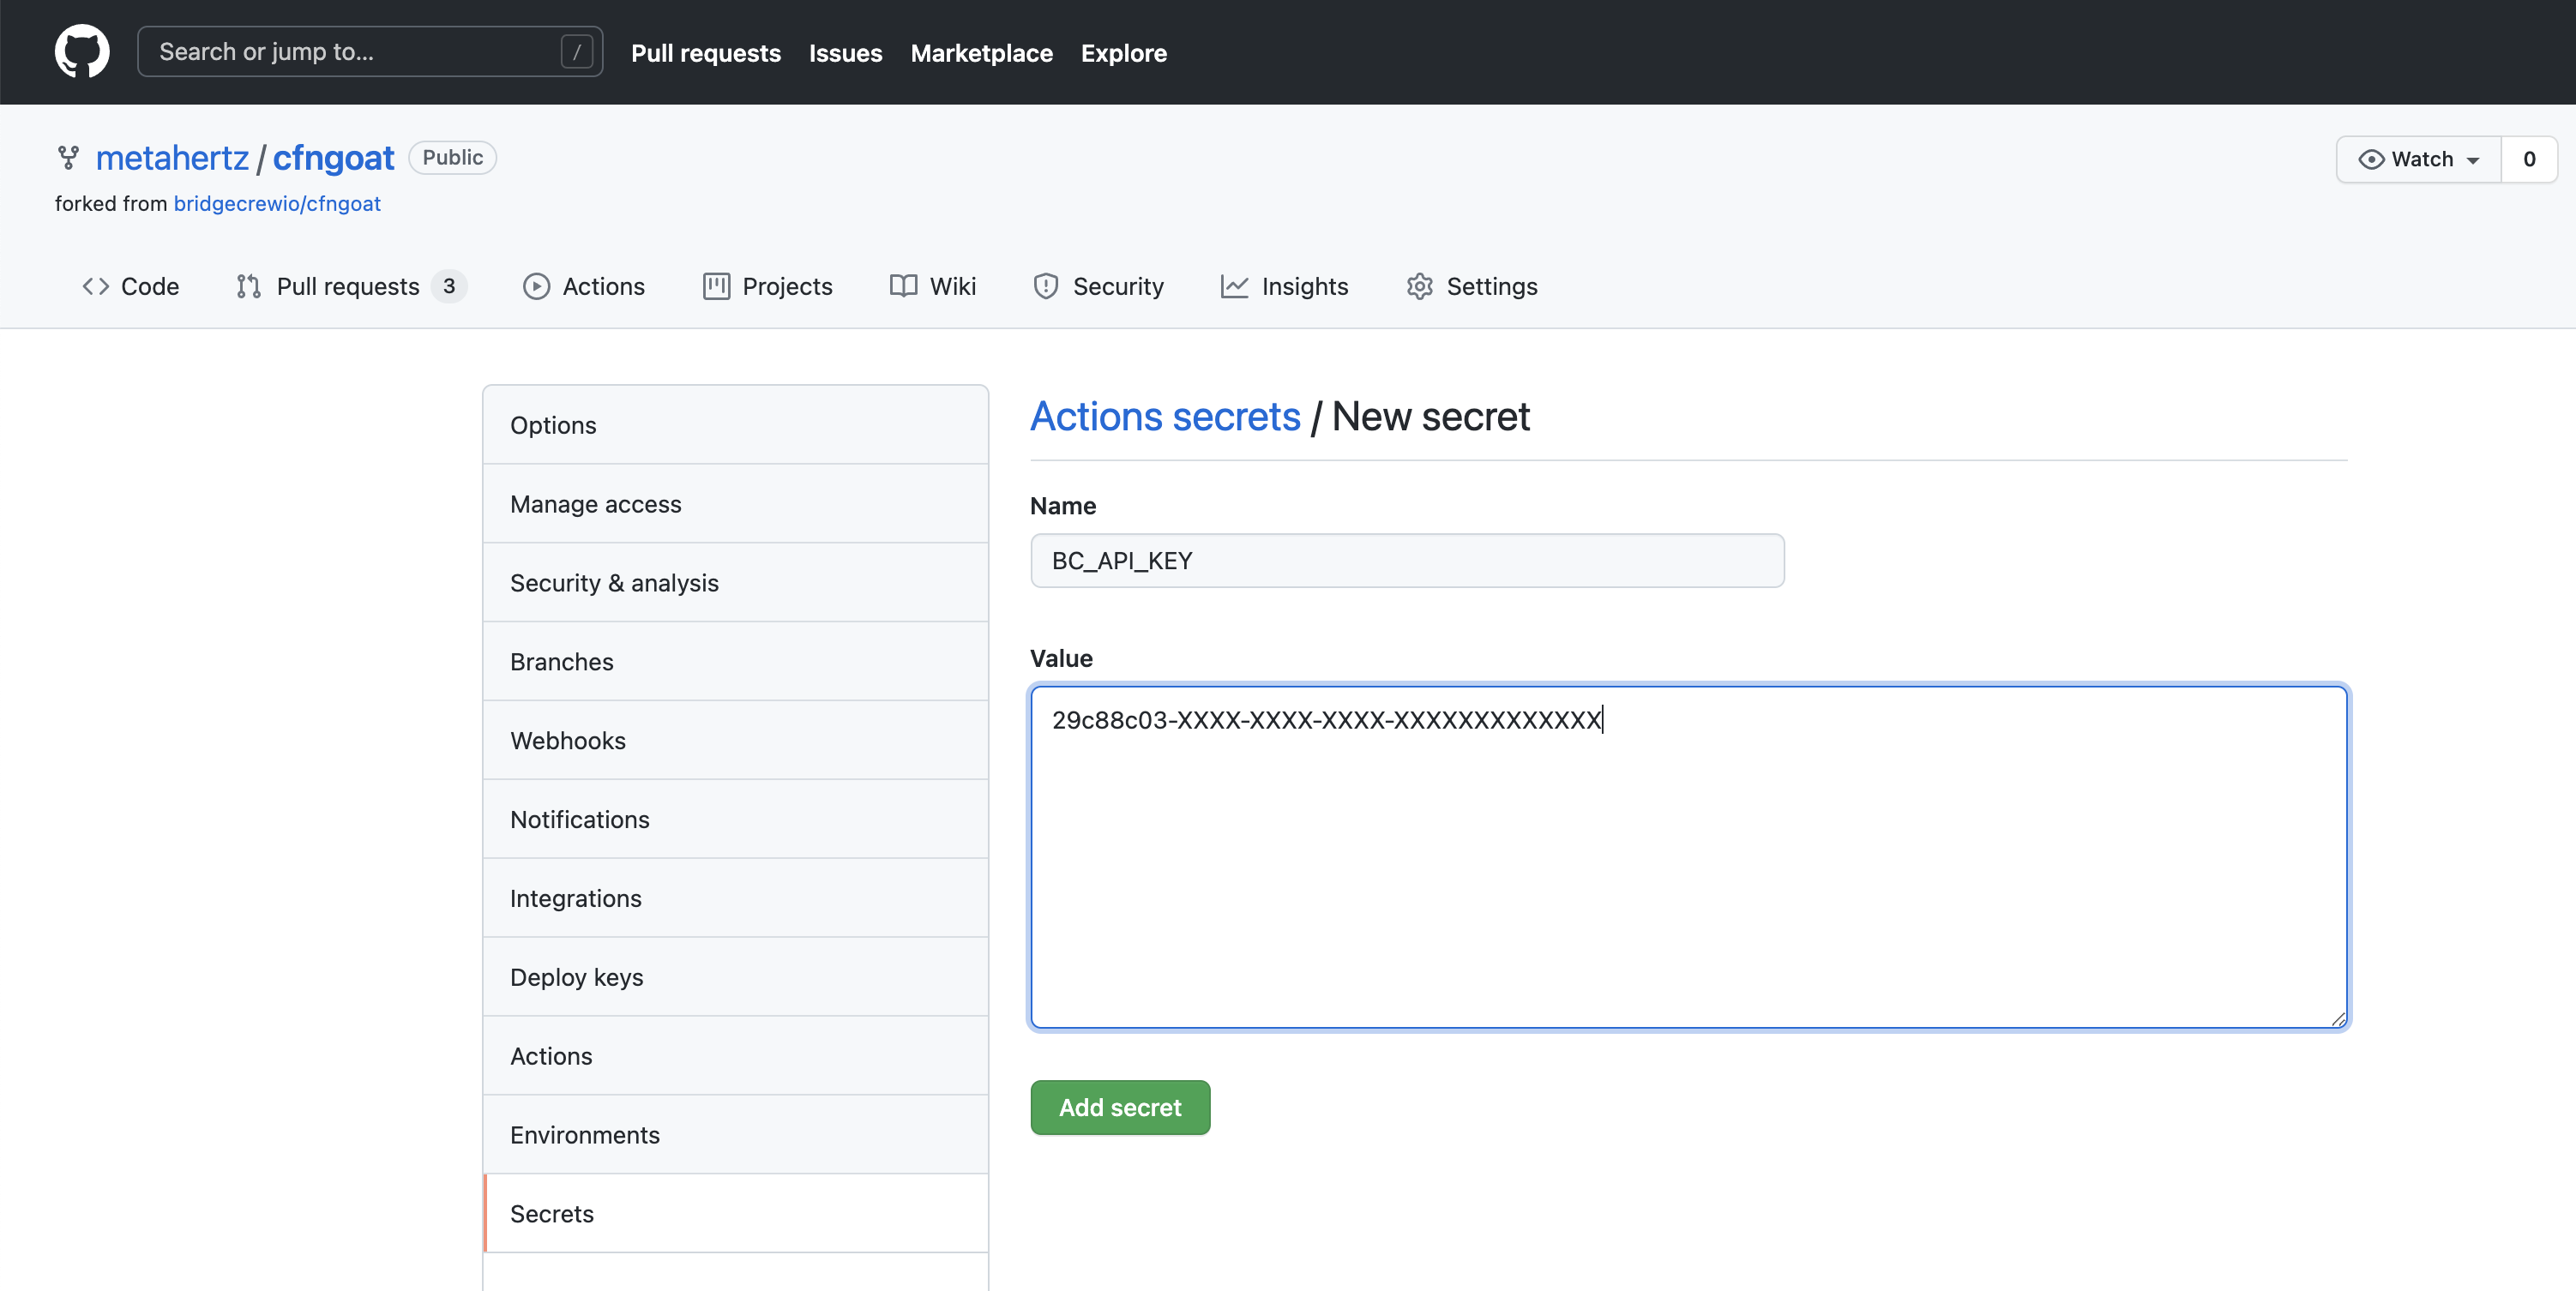 Search or jump to... /
Pull requests Issues Marketplace Explore
metahertz / cfngoat Public
Watch 0
forked from bridgecrewio/cfngoat
Code Pull requests 3 Actions Projects Wiki Security Insights Settings
Options
Manage access
Security & analysis
Branches
Webhooks
Notifications
Integrations
Deploy keys
Actions
Environments
Secrets
Actions secrets / New secret
Name
BC_API_KEY
Value
29c88c03-XXXX-XXXX-XXXX-XXXXXXXXXXXXX
Add secret